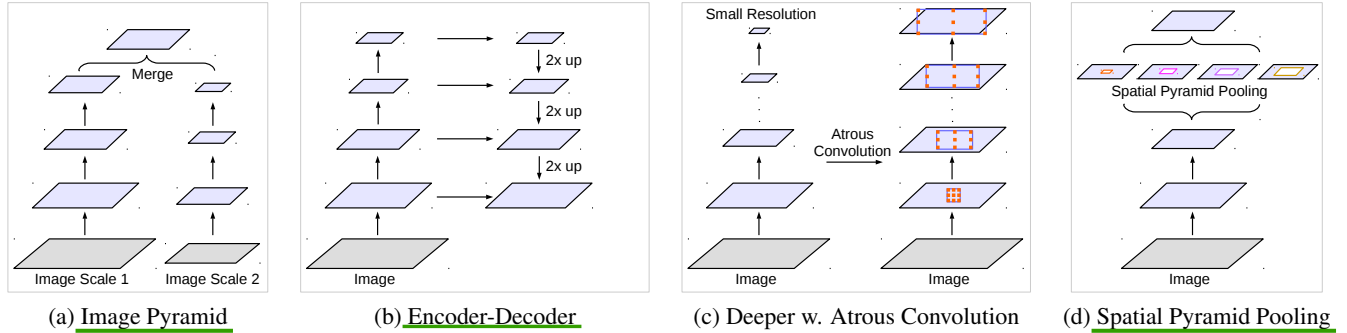 Merge
Image Scale 1
Image Scale 2
(a) Image Pyramid
2x up
2x up
2x up
Image
(b) Encoder-Decoder
Small Resolution
Atrous
Convolution
Image
Image
(c) Deeper w. Atrous Convolution
Spatial Pyramid Pooling
Image
(d) Spatial Pyramid Pooling